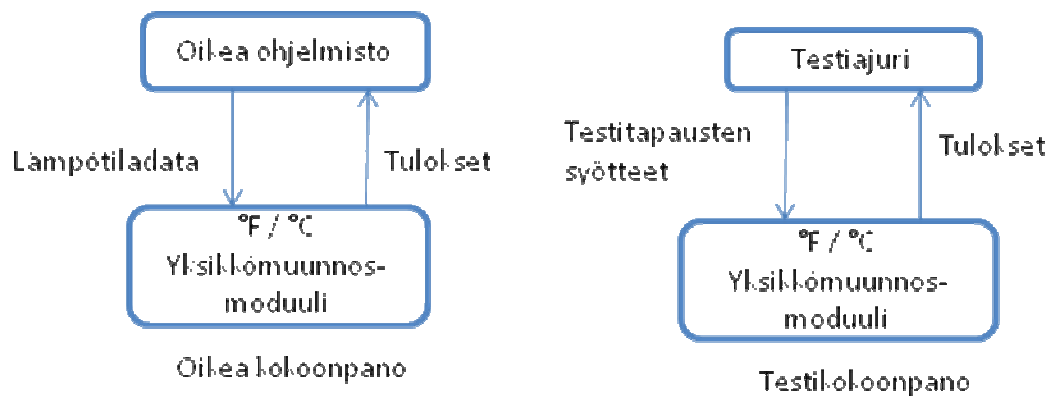 Oikea ohjelmisto
Lämpötiladata
Tulokset
°F / °C
Yksikkömuunnos-
moduuli
Oikea kokoonpano
Testiajuri
Testitapausten
syötteet
Tulokset
°F / °C
Yksikkömuunnos-
moduuli
Testikokoonpano